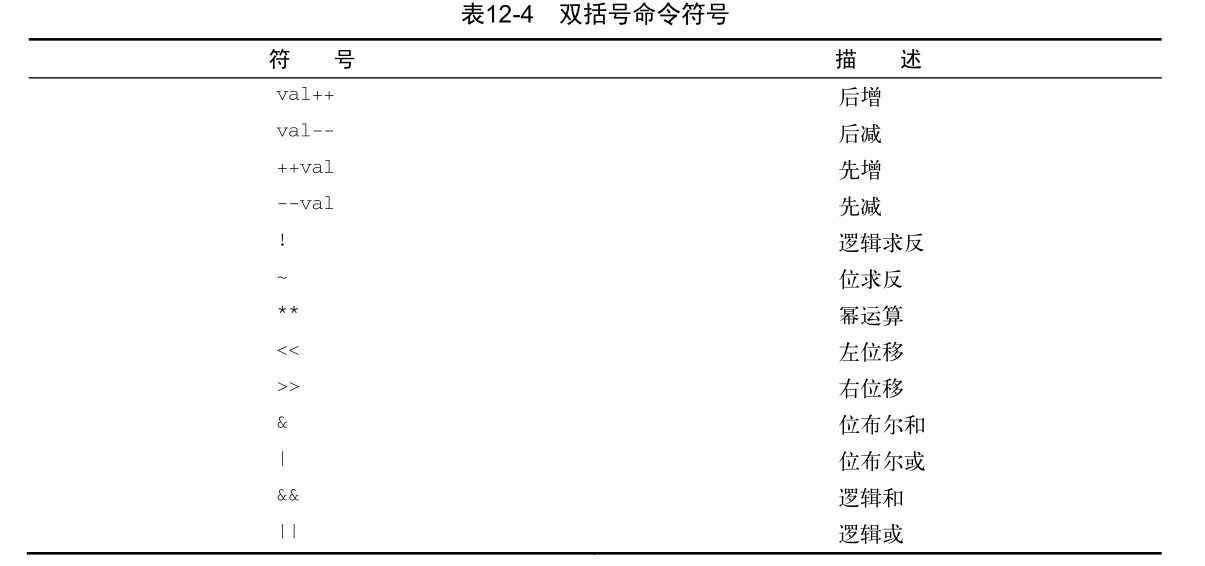 表12-4 双括号命令符号
符 号 描 述
val++ 后增
val-- 后减
++val 先增
--val 先减
! 逻辑求反
~ 位求反
** 幂运算
<< 左位移
>> 右位移
& 位布尔和
| 位布尔或
&& 逻辑和
|| 逻辑或